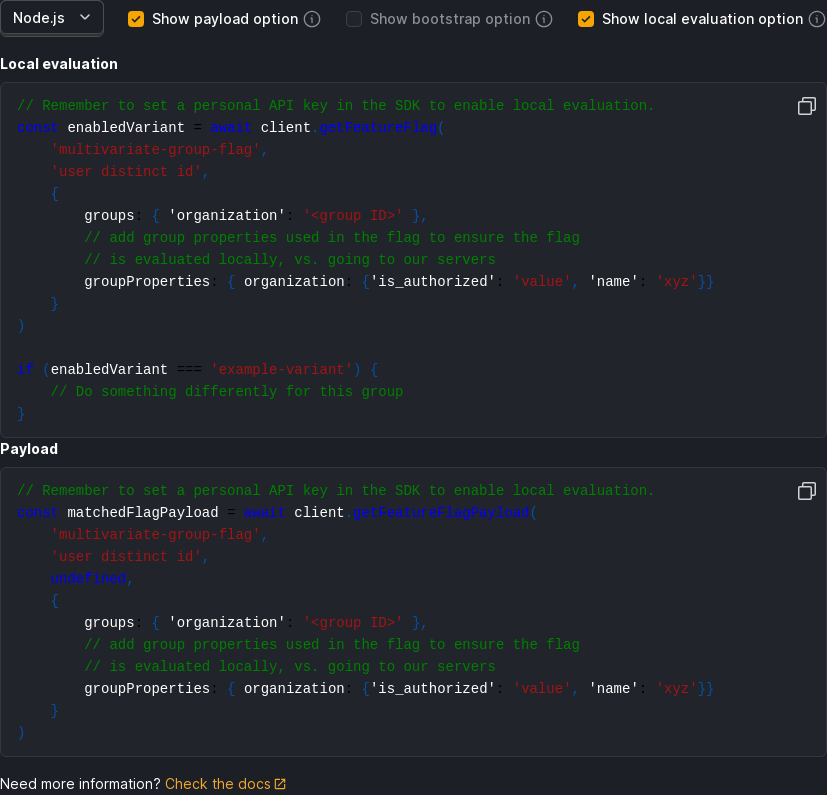 Node.js Show payload option Show bootstrap option Show local evaluation option
Local evaluation
// Remember to set a personal API key in the SDK to enable local evaluation.
const enabledVariant = await client.getFeatureFlag(
    'multivariate-group-flag',
    'user distinct id',
    {
        groups: { 'organization': '<group ID>' },
        // add group properties used in the flag to ensure the flag
        // is evaluated locally, vs. going to our servers
        groupProperties: { organization: {'is_authorized': 'value', 'name': 'xyz'}}
    }
)

if (enabledVariant === 'example-variant') {
    // Do something differently for this group
}
Payload
// Remember to set a personal API key in the SDK to enable local evaluation.
const matchedFlagPayload = await client.getFeatureFlagPayload(
    'multivariate-group-flag',
    'user distinct id',
    undefined,
    {
        groups: { 'organization': '<group ID>' },
        // add group properties used in the flag to ensure the flag
        // is evaluated locally, vs. going to our servers
        groupProperties: { organization: {'is_authorized': 'value', 'name': 'xyz'}}
    }
)
Need more information? Check the docs